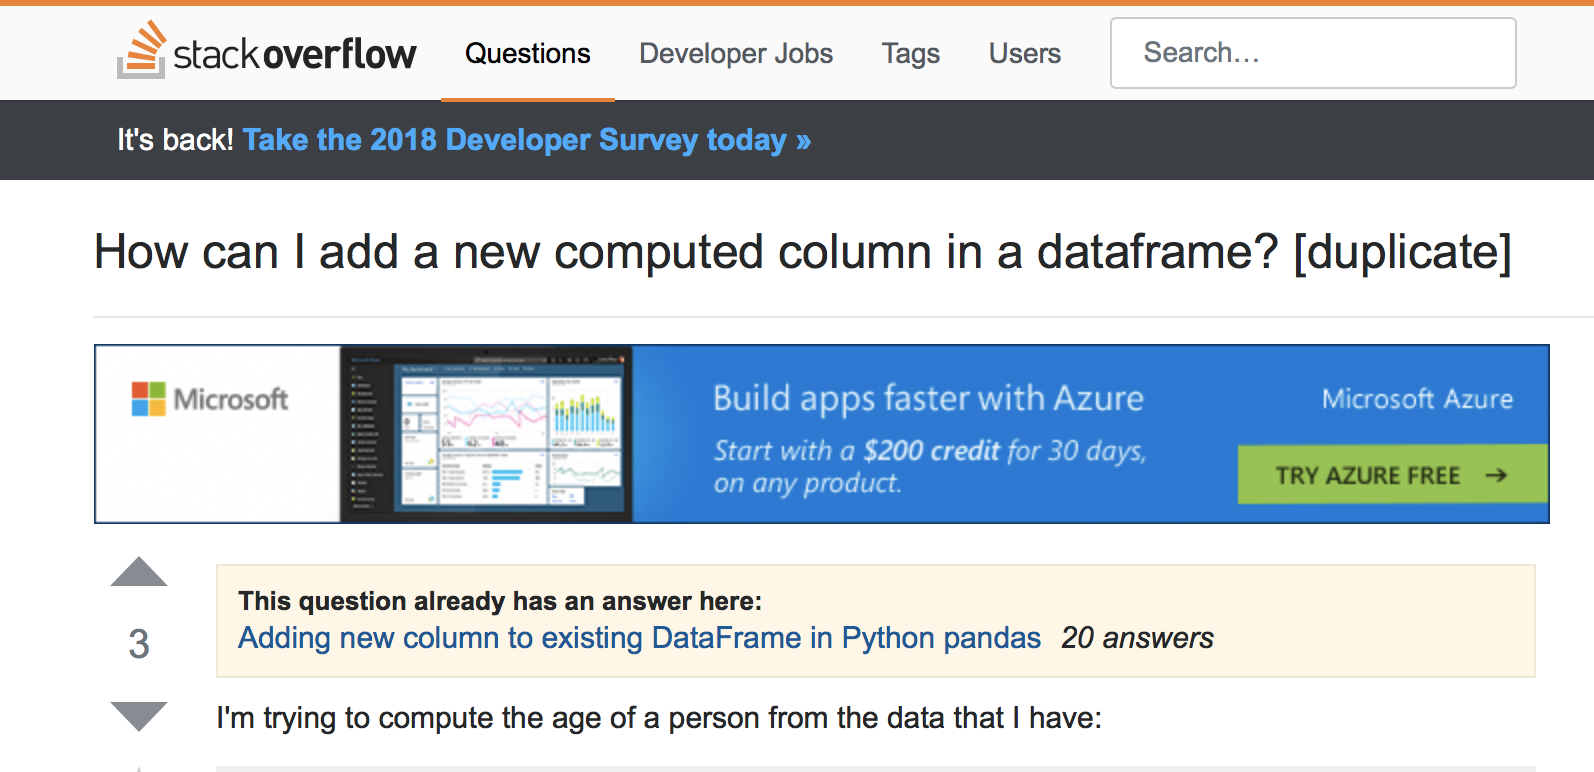 stackoverflow
Questions
Developer Jobs
Tags
Users
Search...
It's back! Take the 2018 Developer Survey today »
How can I add a new computed column in a dataframe? [duplicate]
Microsoft
Build apps faster with Azure
Start with a $200 credit for 30 days,
on any product.
Microsoft Azure
TRY AZURE FREE →
3
This question already has an answer here:
Adding new column to existing DataFrame in Python pandas 20 answers
I'm trying to compute the age of a person from the data that I have: